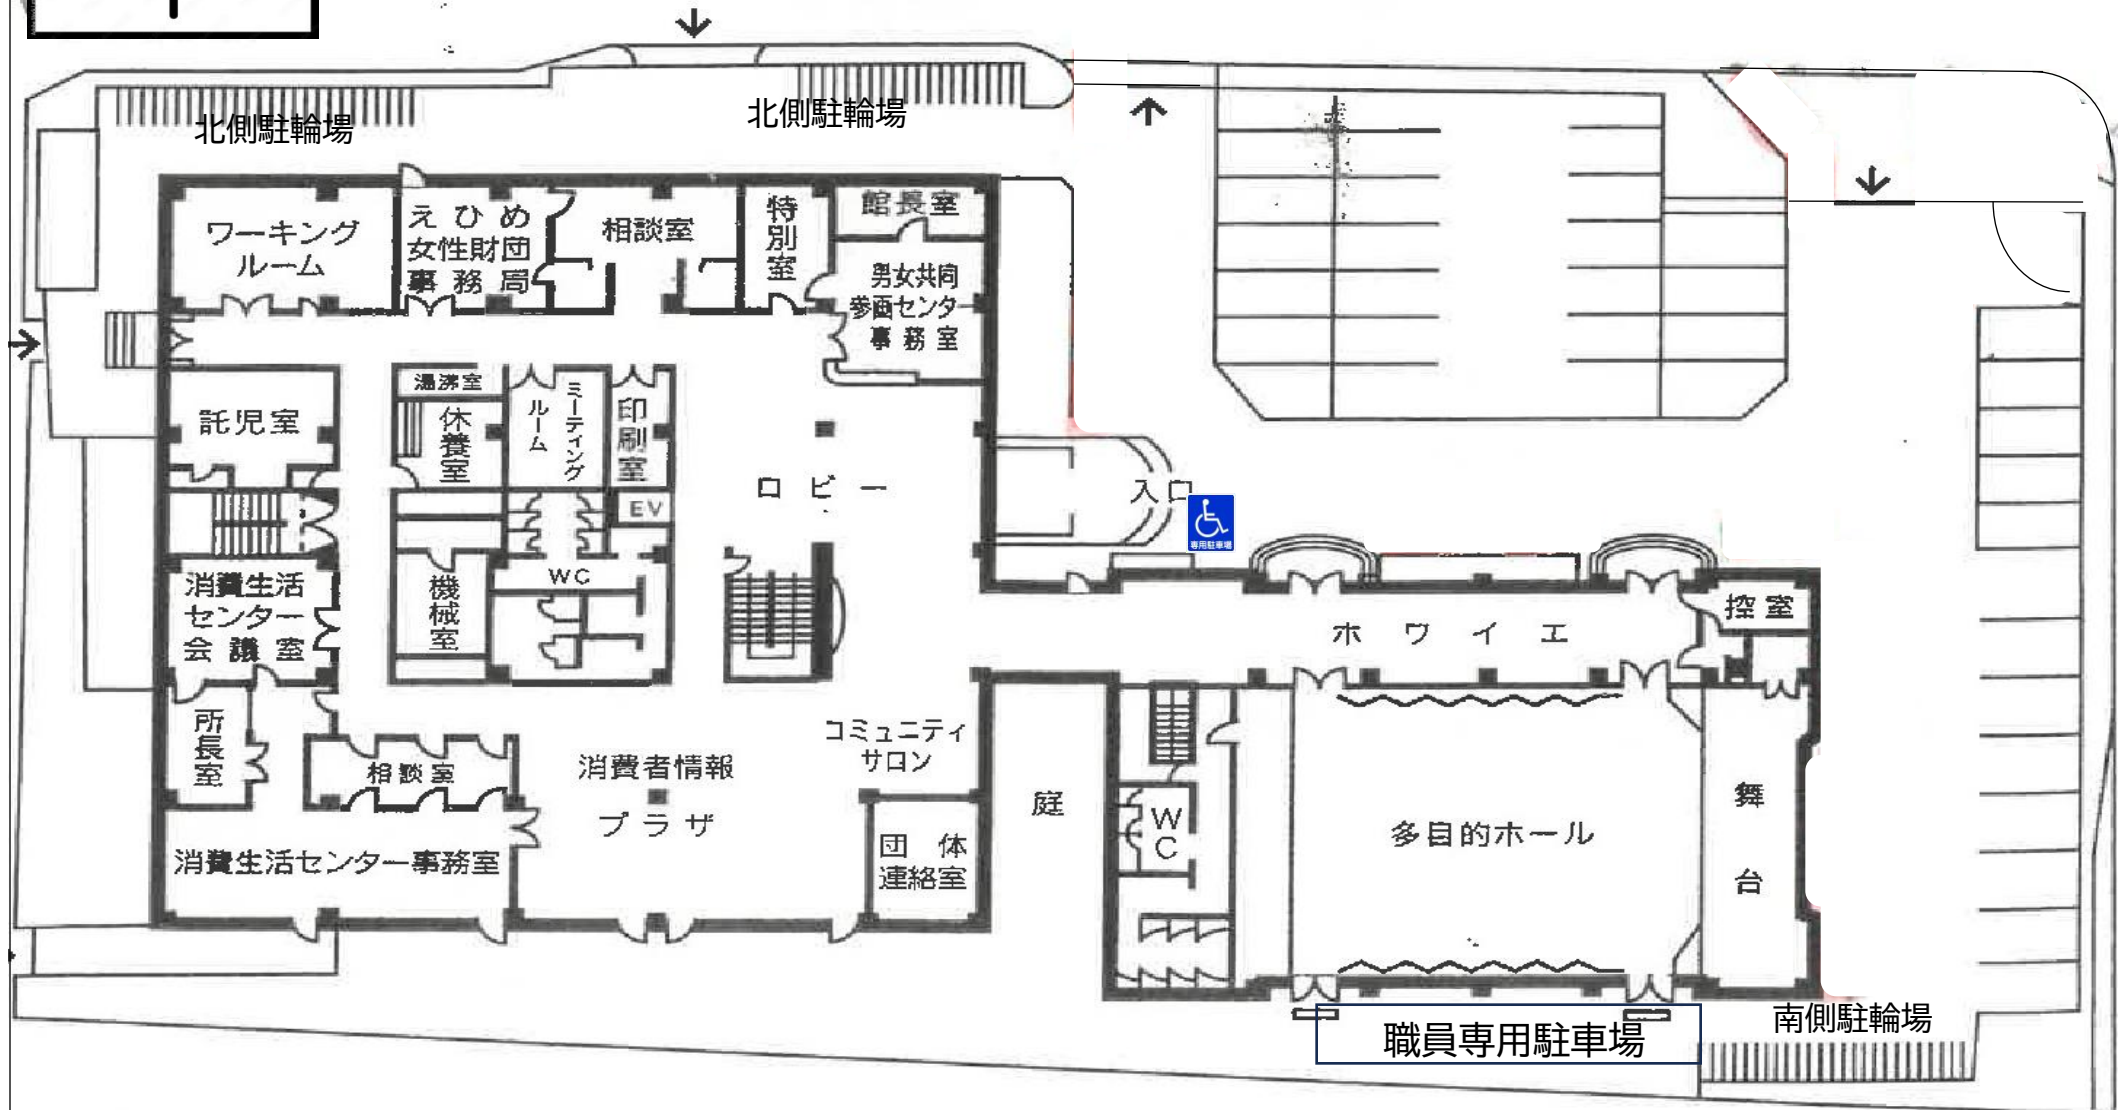 北側駐輪場
北側駐輪場
ワーキング
ルーム
えひめ
女性財団
事務局
相談室
特別室
館長室
男女共同
参画センター
事務室
託児室
湯沸室
休養室
ミーティング
ルーム
印刷室
EV
ロビー
入口
専用駐車場
消費生活
センター
会議室
機械室
WC
ホワイエ
控室
所長室
相談室
消費者情報
プラザ
コミュニティ
サロン
団体
連絡室
消費生活センター事務室
庭
WC
多目的ホール
舞台
職員専用駐車場
南側駐輪場